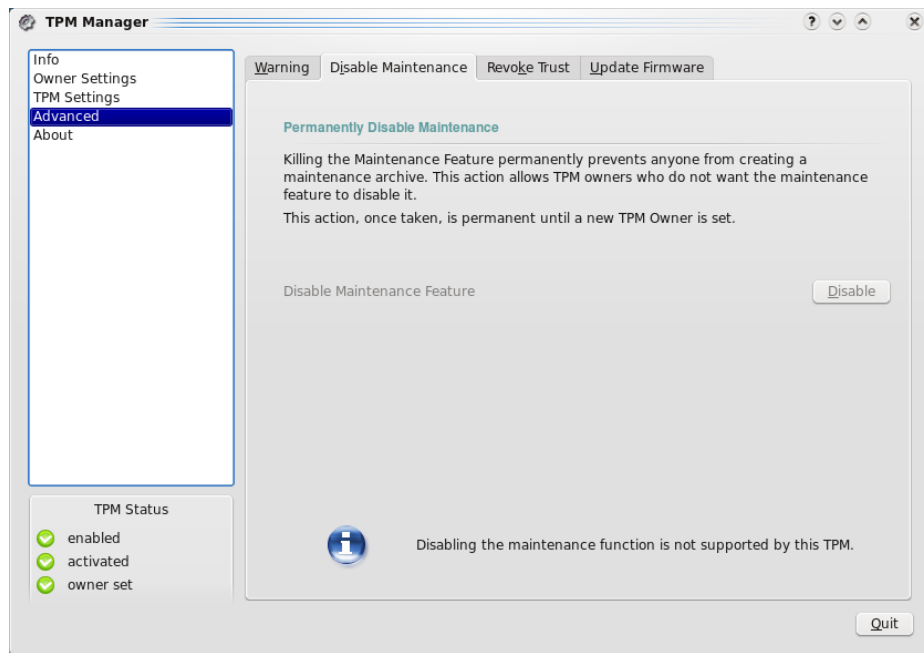 TPM Manager
Info
Owner Settings
TPM Settings
Advanced
About
Warning
Disable Maintenance
Revoke Trust
Update Firmware
Permanently Disable Maintenance
Killing the Maintenance Feature permanently prevents anyone from creating a
maintenance archive. This action allows TPM owners who do not want the maintenance
feature to disable it.
This action, once taken, is permanent until a new TPM Owner is set.
Disable Maintenance Feature
Disable
TPM Status
enabled
activated
owner set
Disabling the maintenance function is not supported by this TPM.
Quit